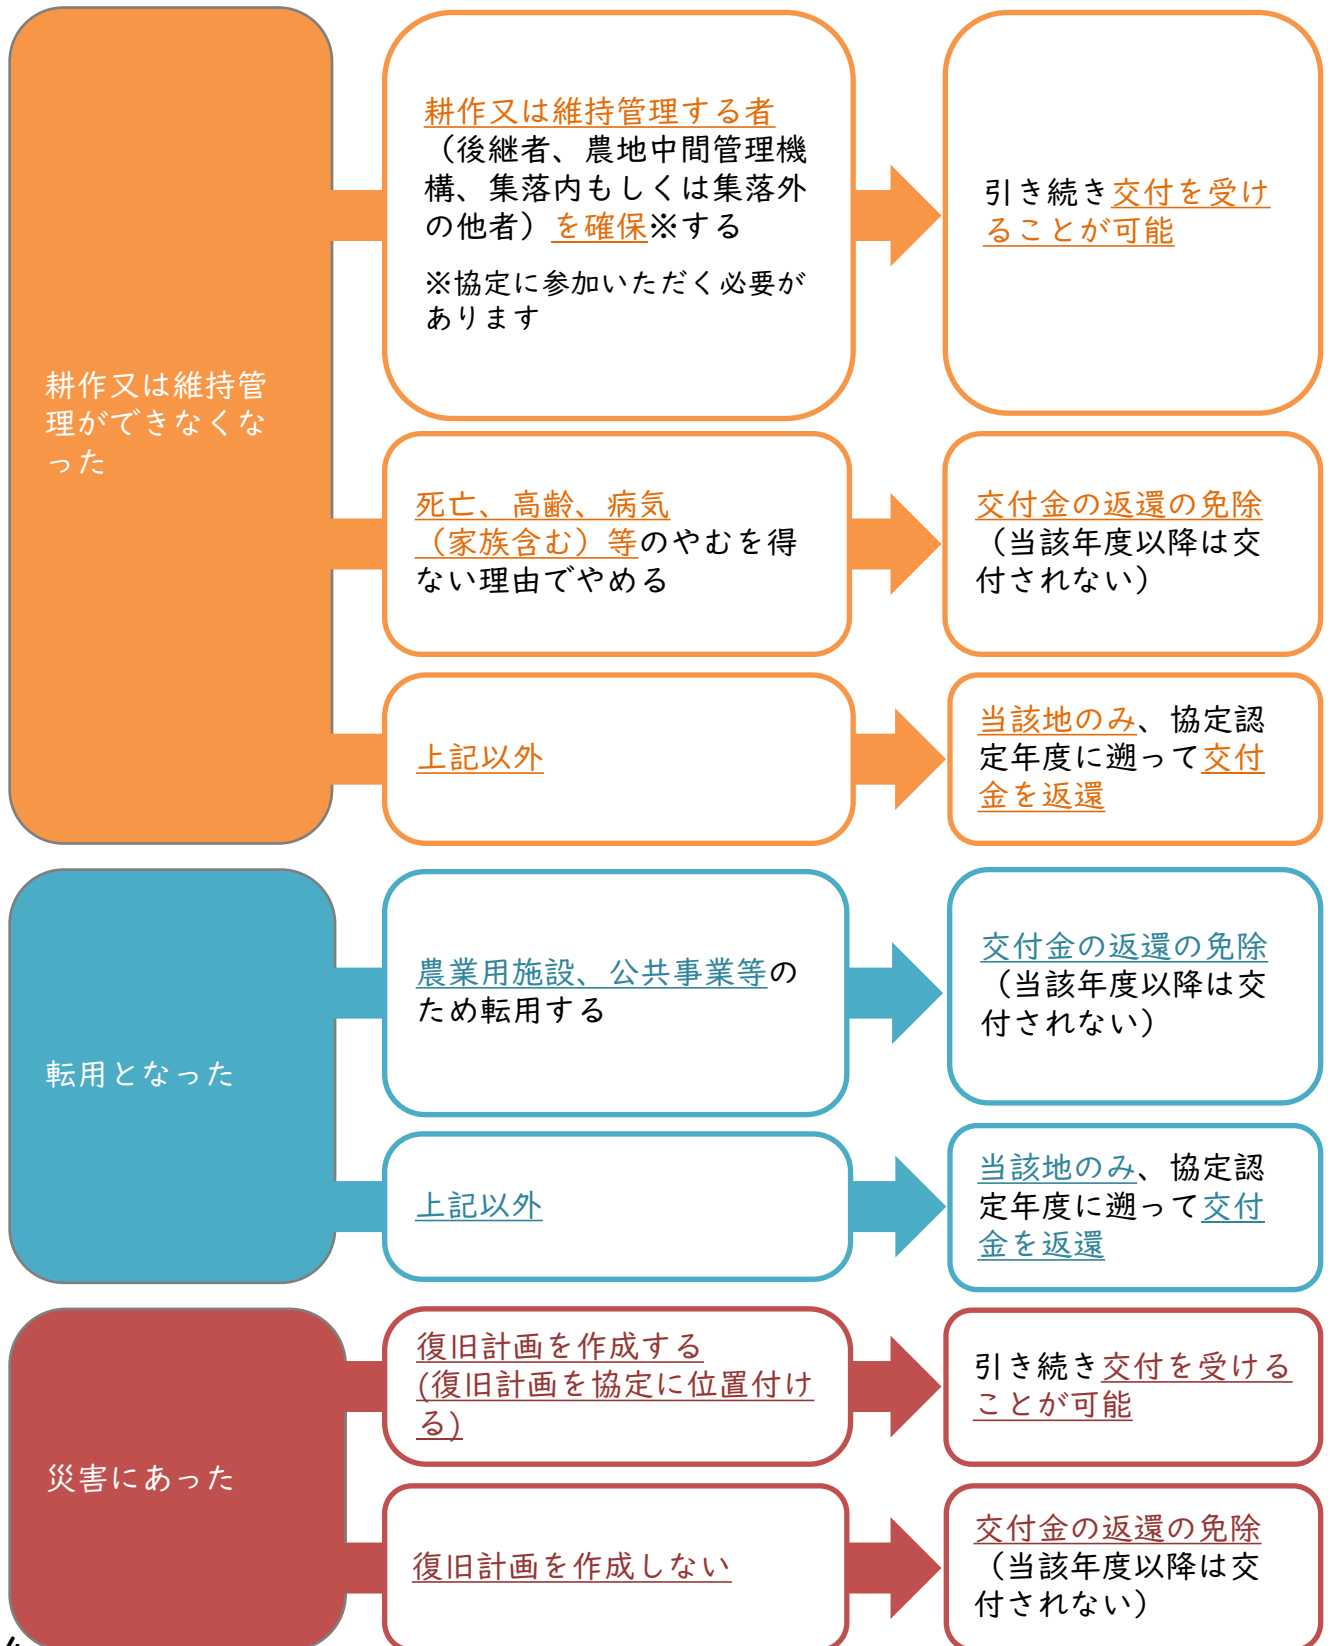 耕作又は維持管
理ができなくな
った
耕作又は維持管理する者
（後継者、農地中間管理機
構、集落内もしくは集落外
の他者）を確保※する
※協定に参加いただく必要が
あります
引き続き交付を受け
ることが可能
死亡、高齢、病気
（家族含む）等のやむを得
ない理由でやめる
交付金の返還の免除
（当該年度以降は交
付されない）
上記以外
当該地のみ、協定認
定年度に遡って交付
金を返還
転用となった
農業用施設、公共事業等の
ため転用する
交付金の返還の免除
（当該年度以降は交
付されない）
上記以外
当該地のみ、協定認
定年度に遡って交付
金を返還
災害にあった
復旧計画を作成する
(復旧計画を協定に位置付け
る)
引き続き交付を受ける
ことが可能
復旧計画を作成しない
交付金の返還の免除
（当該年度以降は交
付されない）